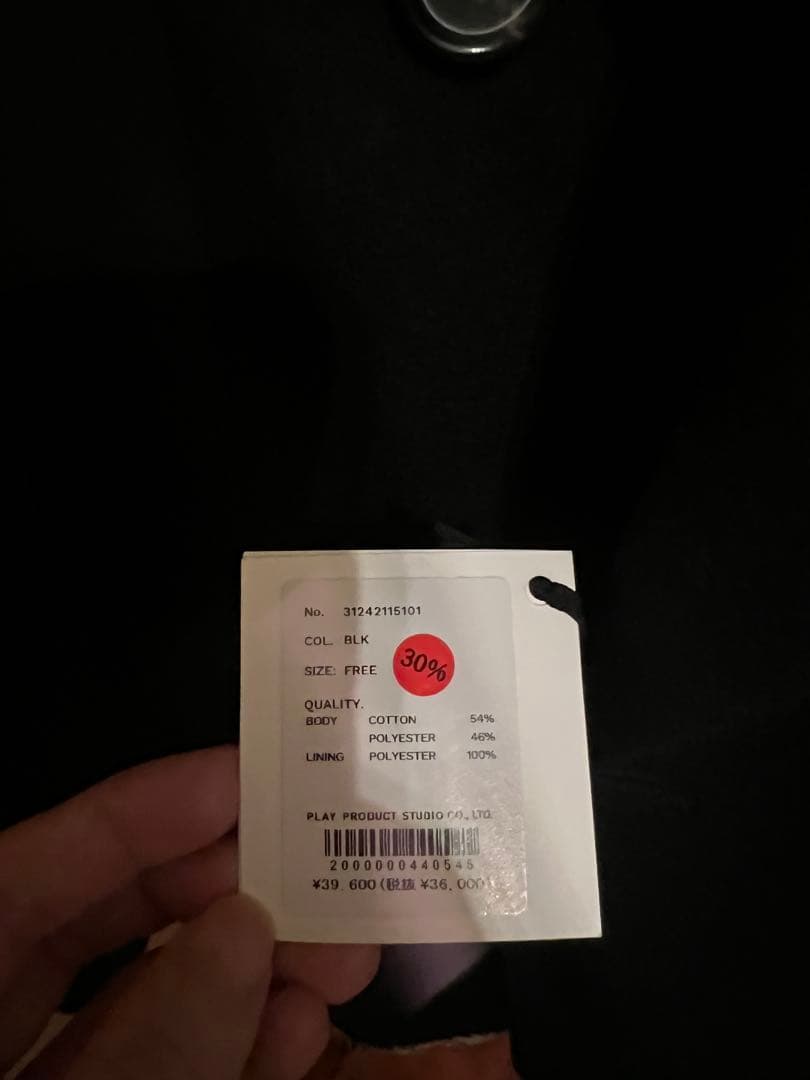 No. 31242115101
COL. BLK
30%
SIZE: FREE
QUALITY.
BODY COTTON 54%
POLYESTER 46%
LINING POLYESTER 100%
PLAY PRODUCT STUDIO CO., LTD.
2000000440545
¥39,600(税抜 ¥36,000)